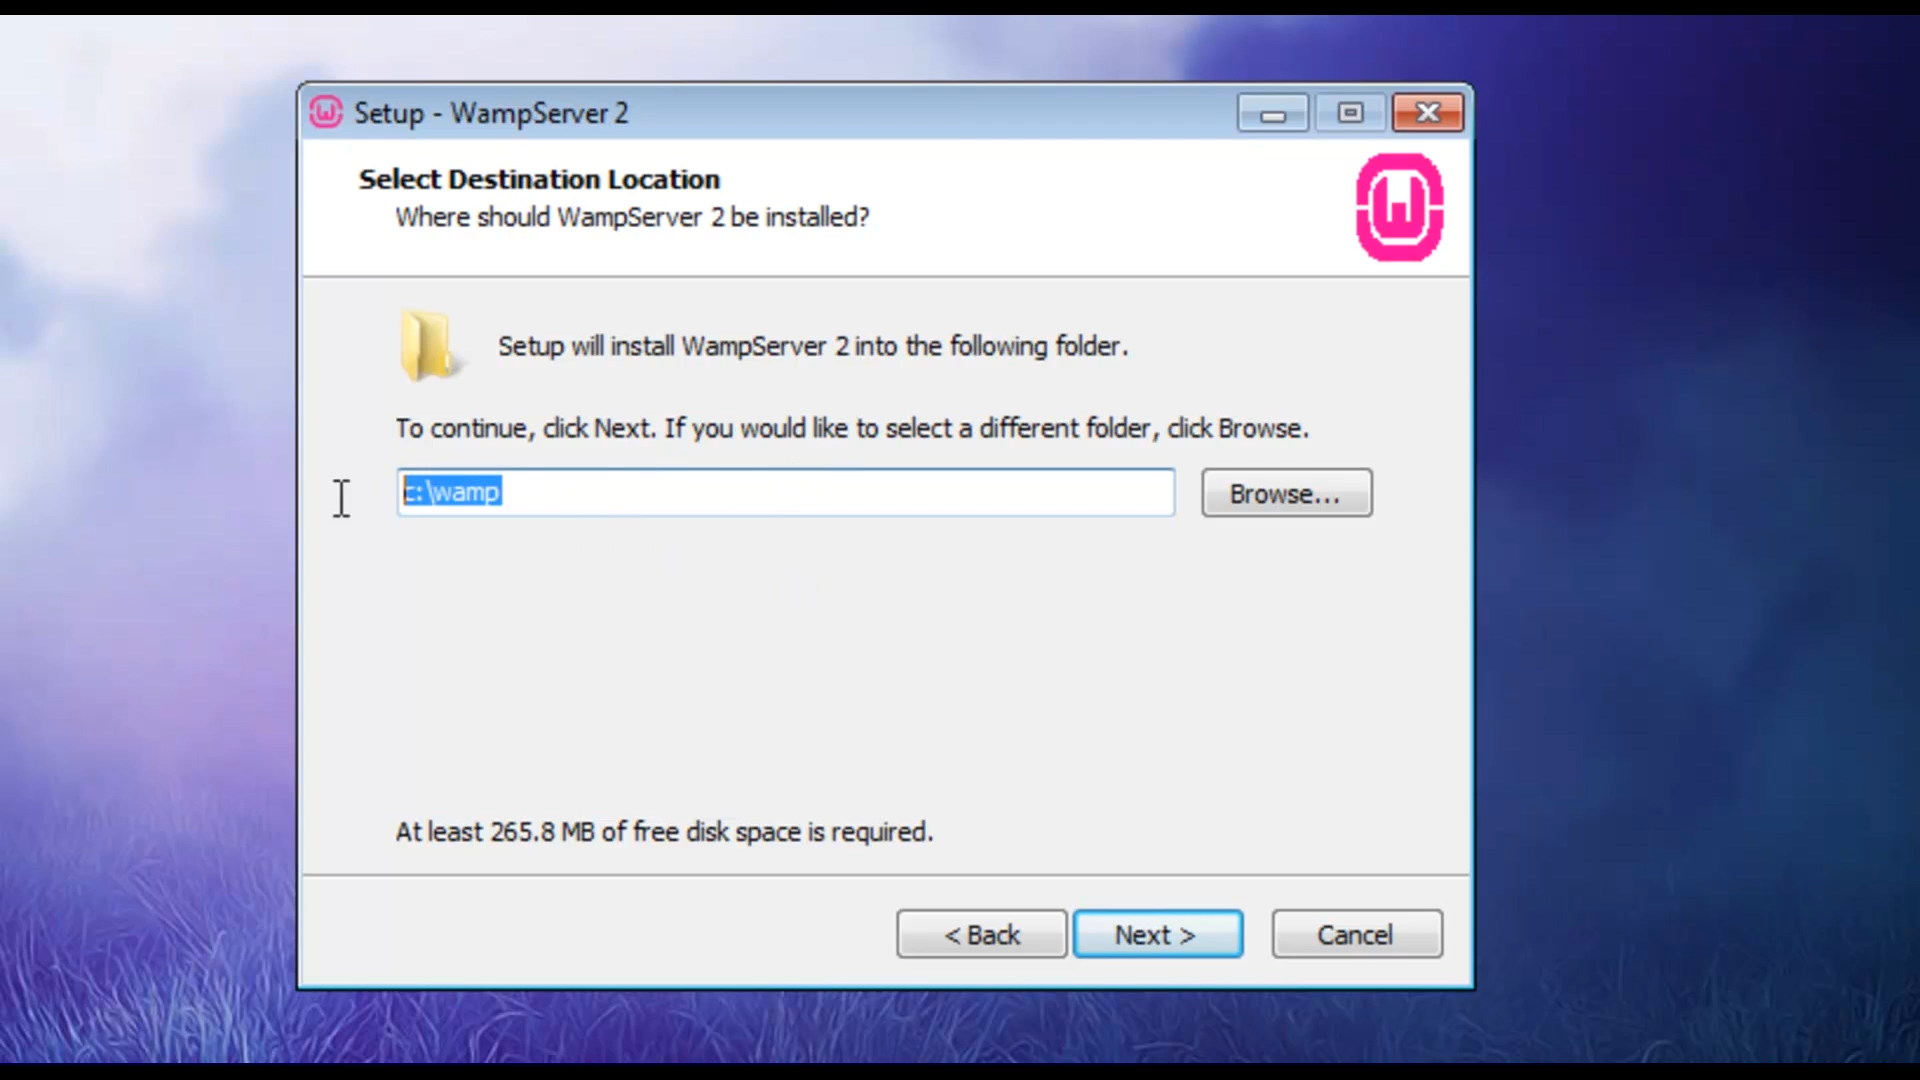 Setup - WampServer 2
Select Destination Location
Where should WampServer 2 be installed?
W
Setup will install WampServer 2 into the following folder.
To continue, click Next. If you would like to select a different folder, click Browse.
c:\wamp
Browse...
At least 265.8 MB of free disk space is required.
< Back
Next >
Cancel